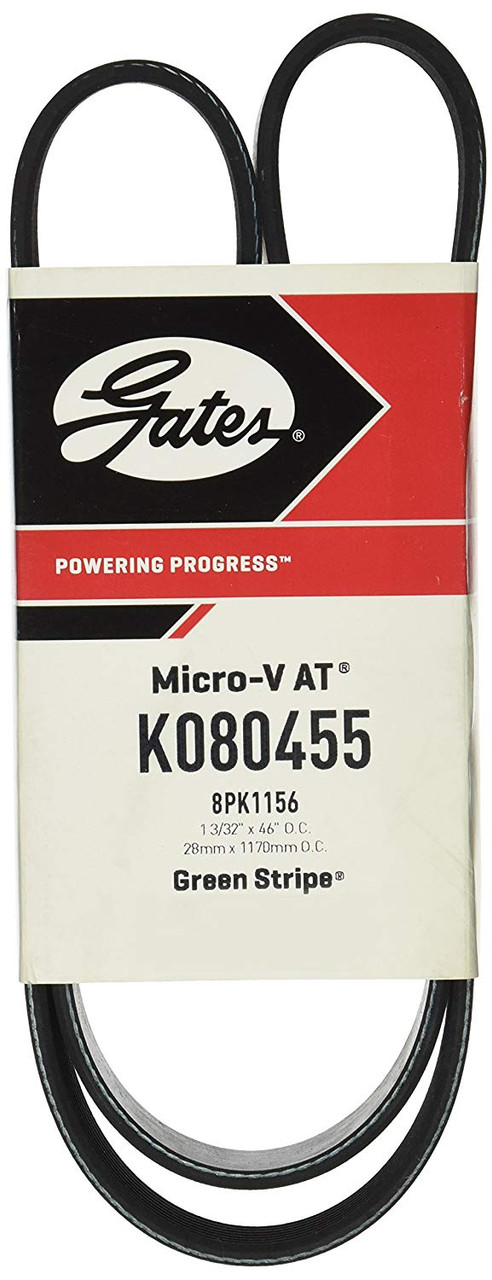 Gates®
POWERING PROGRESS™
Micro-V AT®
K080455
8PK1156
1 3/32" x 46" O.C.
28mm x 1170mm O.C.
Green Stripe®